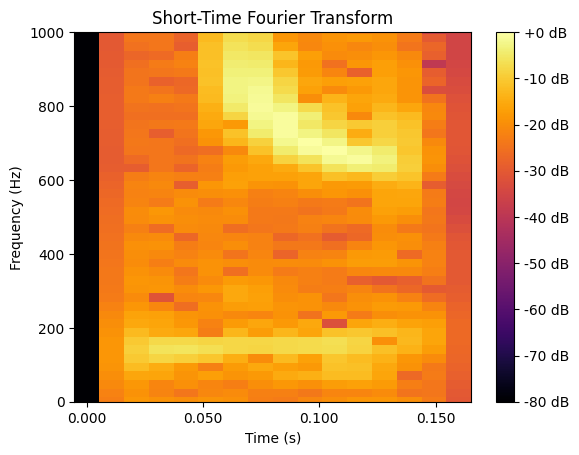 Short-Time Fourier Transform
1000
800
600
400
200
0
Frequency (Hz)
0.000
0.050
0.100
0.150
Time (s)
+0 dB
-10 dB
-20 dB
-30 dB
-40 dB
-50 dB
-60 dB
-70 dB
-80 dB